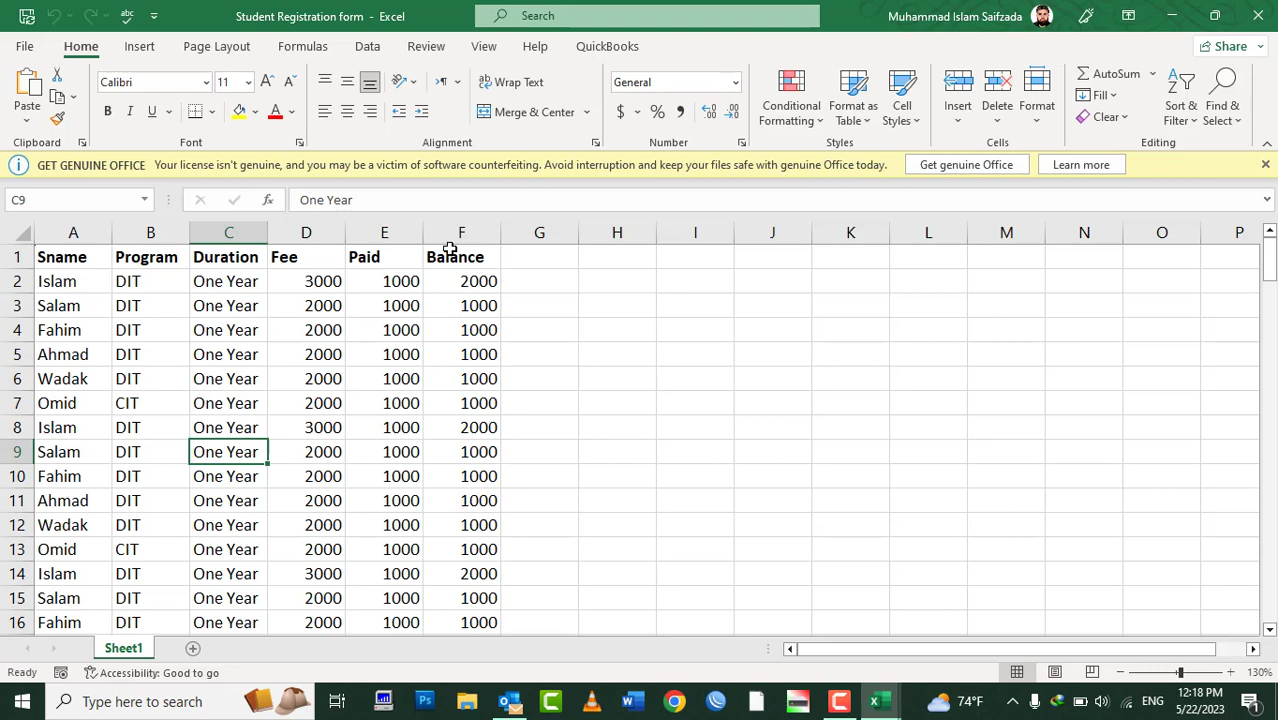 Student Registration form - Excel
Search
Muhammad Islam Saifzada
File Home Insert Page Layout Formulas Data Review View Help QuickBooks Share
Paste Calibri 11 A A ab Wrap Text General Conditional Formatting Format as Table Cell Styles Insert Delete Format AutoSum Fill Clear Sort & Filter Find & Select
B I U A Merge & Center $ % ,
Clipboard Font Alignment Number Styles Cells Editing
GET GENUINE OFFICE Your license isn't genuine, and you may be a victim of software counterfeiting. Avoid interruption and keep your files safe with genuine Office today. Get genuine Office Learn more
C9 fx One Year
A B C D E F G H I J K L M N O P
1 Sname Program Duration Fee Paid Balance
2 Islam DIT One Year 3000 1000 2000
3 Salam DIT One Year 2000 1000 1000
4 Fahim DIT One Year 2000 1000 1000
5 Ahmad DIT One Year 2000 1000 1000
6 Wadak DIT One Year 2000 1000 1000
7 Omid CIT One Year 2000 1000 1000
8 Islam DIT One Year 3000 1000 2000
9 Salam DIT One Year 2000 1000 1000
10 Fahim DIT One Year 2000 1000 1000
11 Ahmad DIT One Year 2000 1000 1000
12 Wadak DIT One Year 2000 1000 1000
13 Omid CIT One Year 2000 1000 1000
14 Islam DIT One Year 3000 1000 2000
15 Salam DIT One Year 2000 1000 1000
16 Fahim DIT One Year 2000 1000 1000
Sheet1
Ready Accessibility: Good to go 130%
Type here to search 74°F ENG 12:18 PM
5/22/2023